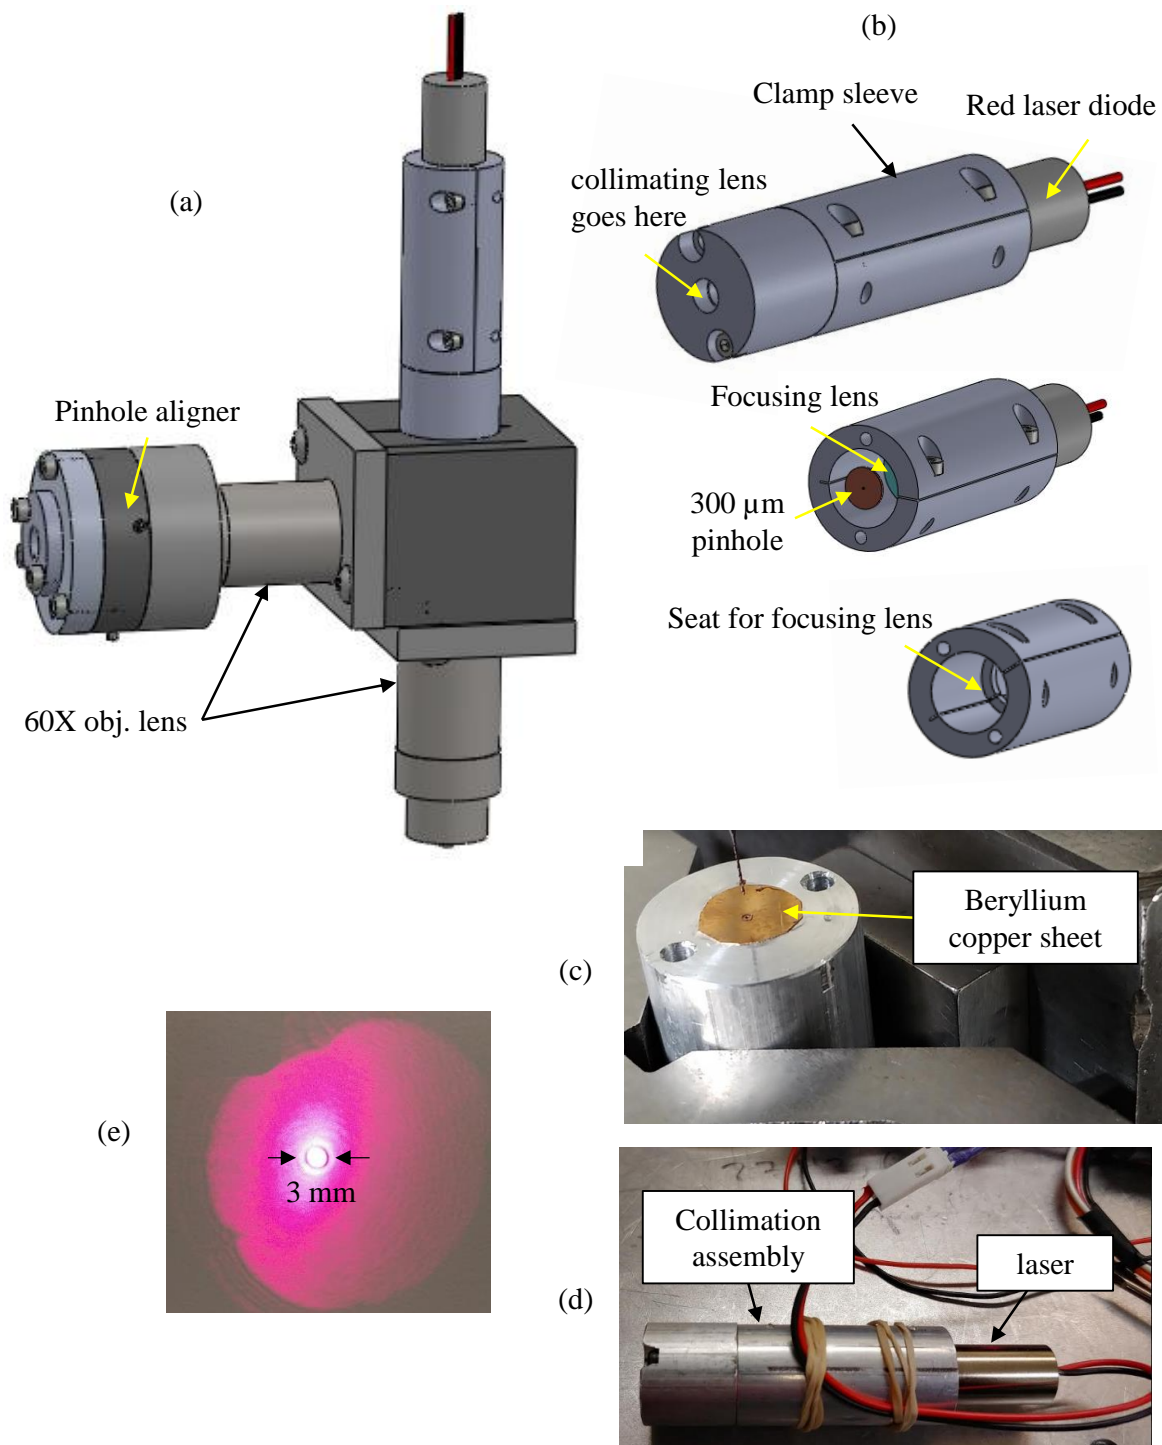 (b)
Clamp sleeve
Red laser diode
collimating lens
goes here
(a)
Pinhole aligner
Focusing lens
300 µm
pinhole
Seat for focusing lens
60X obj. lens
Beryllium
copper sheet
(c)
(e)
3 mm
Collimation
assembly
laser
(d)